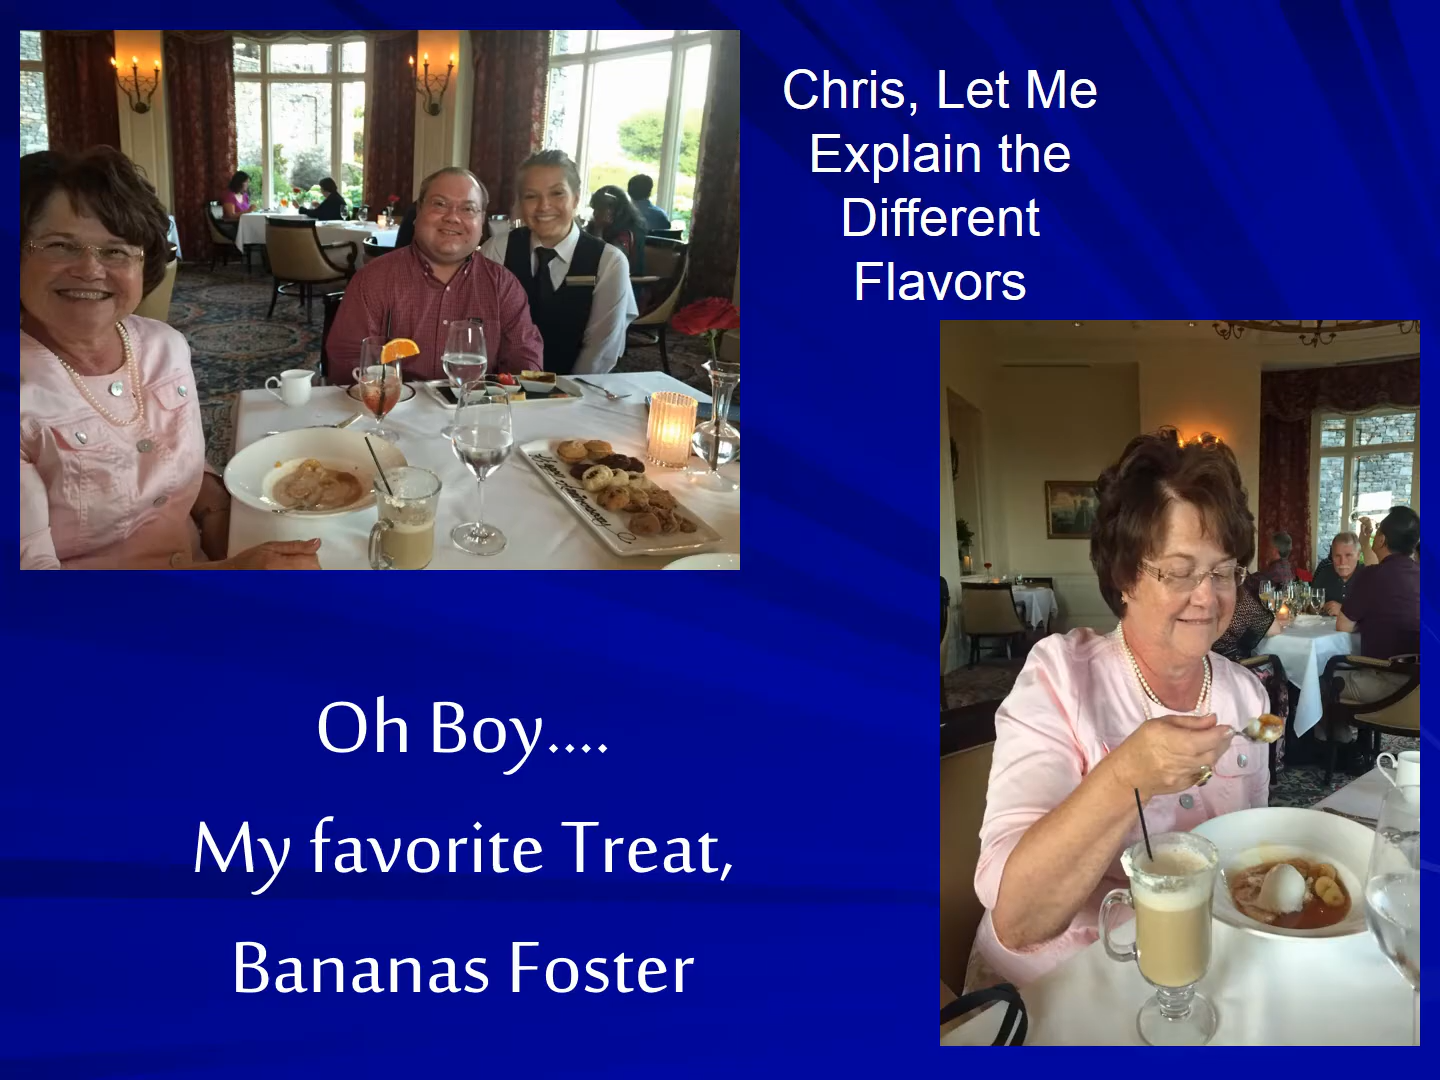 Chris, Let Me
Explain the
Different
Flavors
Oh Boy....
My favorite Treat,
Bananas Foster